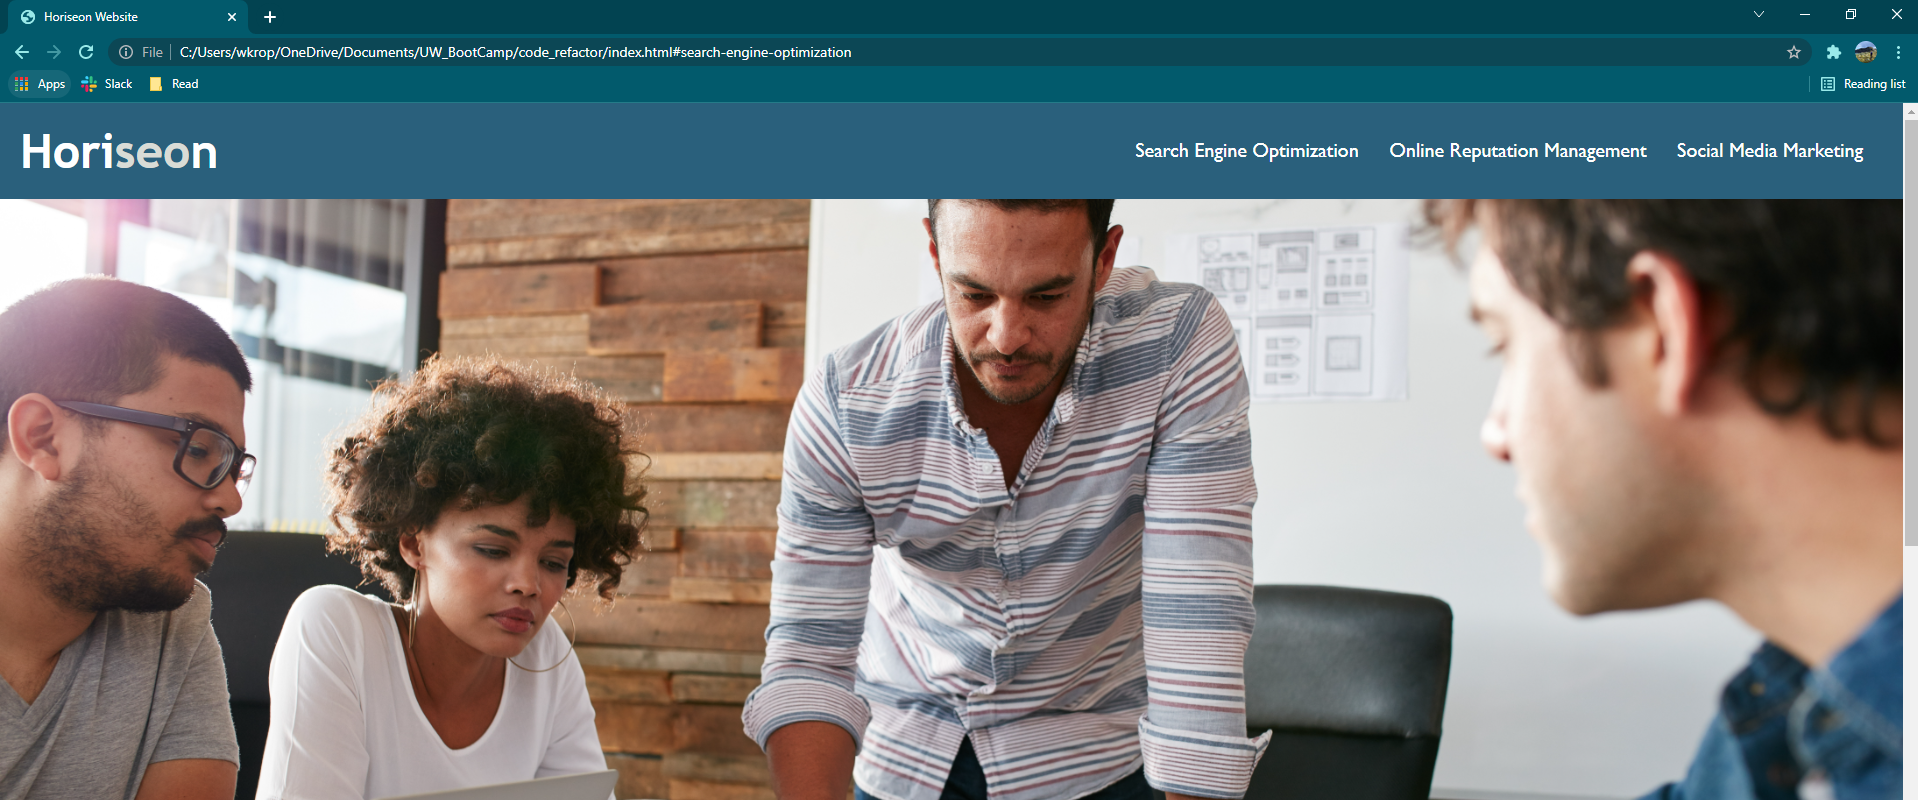 Horiseon Website
File C:/Users/wkrop/OneDrive/Documents/UW_BootCamp/code_refactor/index.html#search-engine-optimization
Apps Slack Read Reading list
Horiseon Search Engine Optimization Online Reputation Management Social Media Marketing